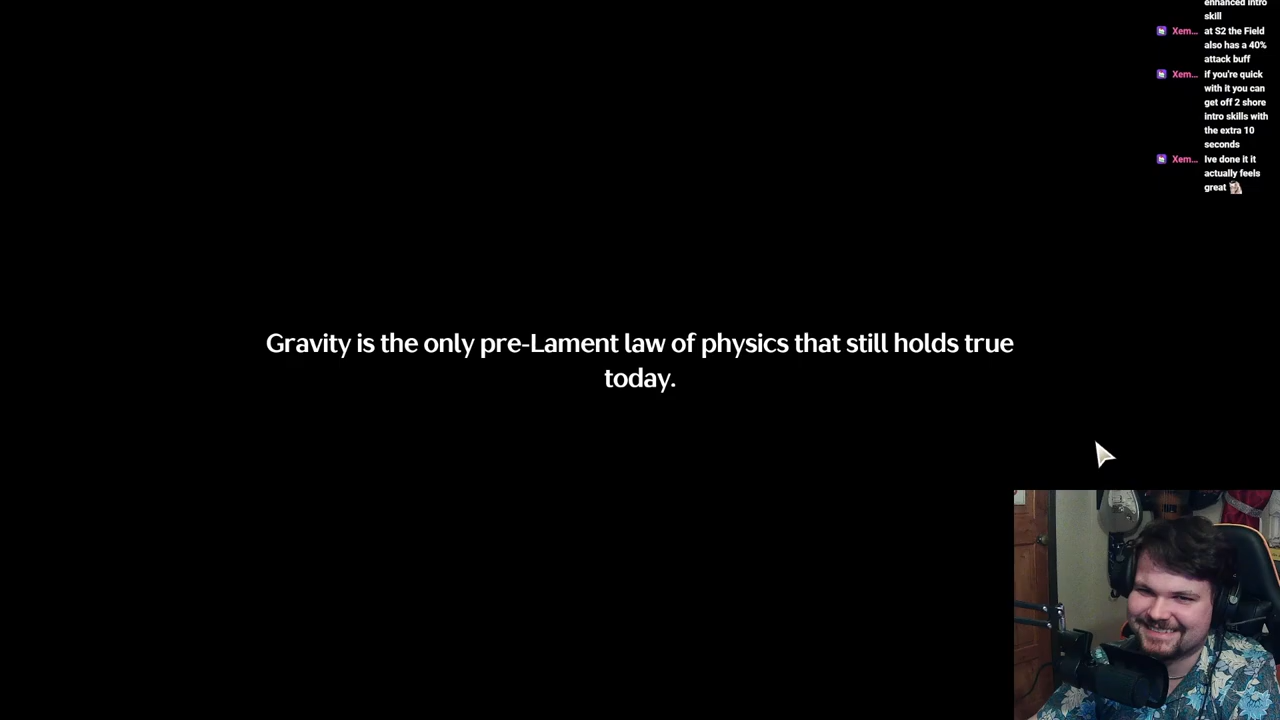 enhanced intro
skill
Xem... at S2 the Field
also has a 40%
attack buff
Xem... if you're quick
with it you can
get off 2 shore
intro skills with
the extra 10
seconds
Xem... Ive done it it
actually feels
great
Gravity is the only pre-Lament law of physics that still holds true
today.